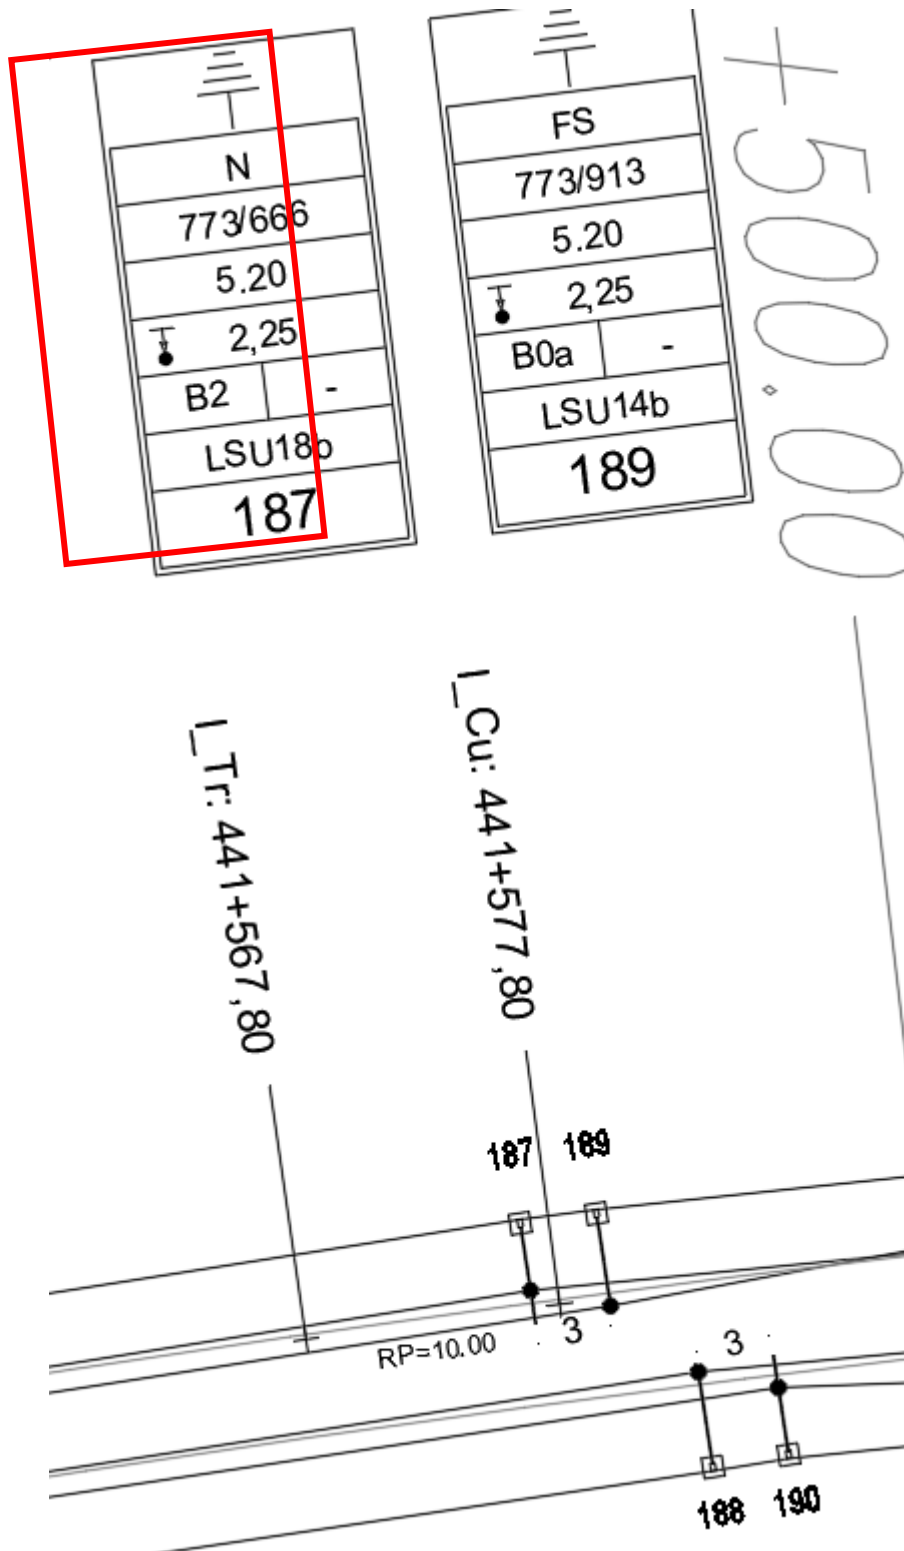 N
773/666
5.20
2,25
B2 -
LSU18b
187
FS
773/913
5.20
2,25
B0a -
LSU14b
189
+500.00
I_Tr: 441+567,80
I_Cu: 441+577,80
187 189
3
RP=10.00
3
188 190